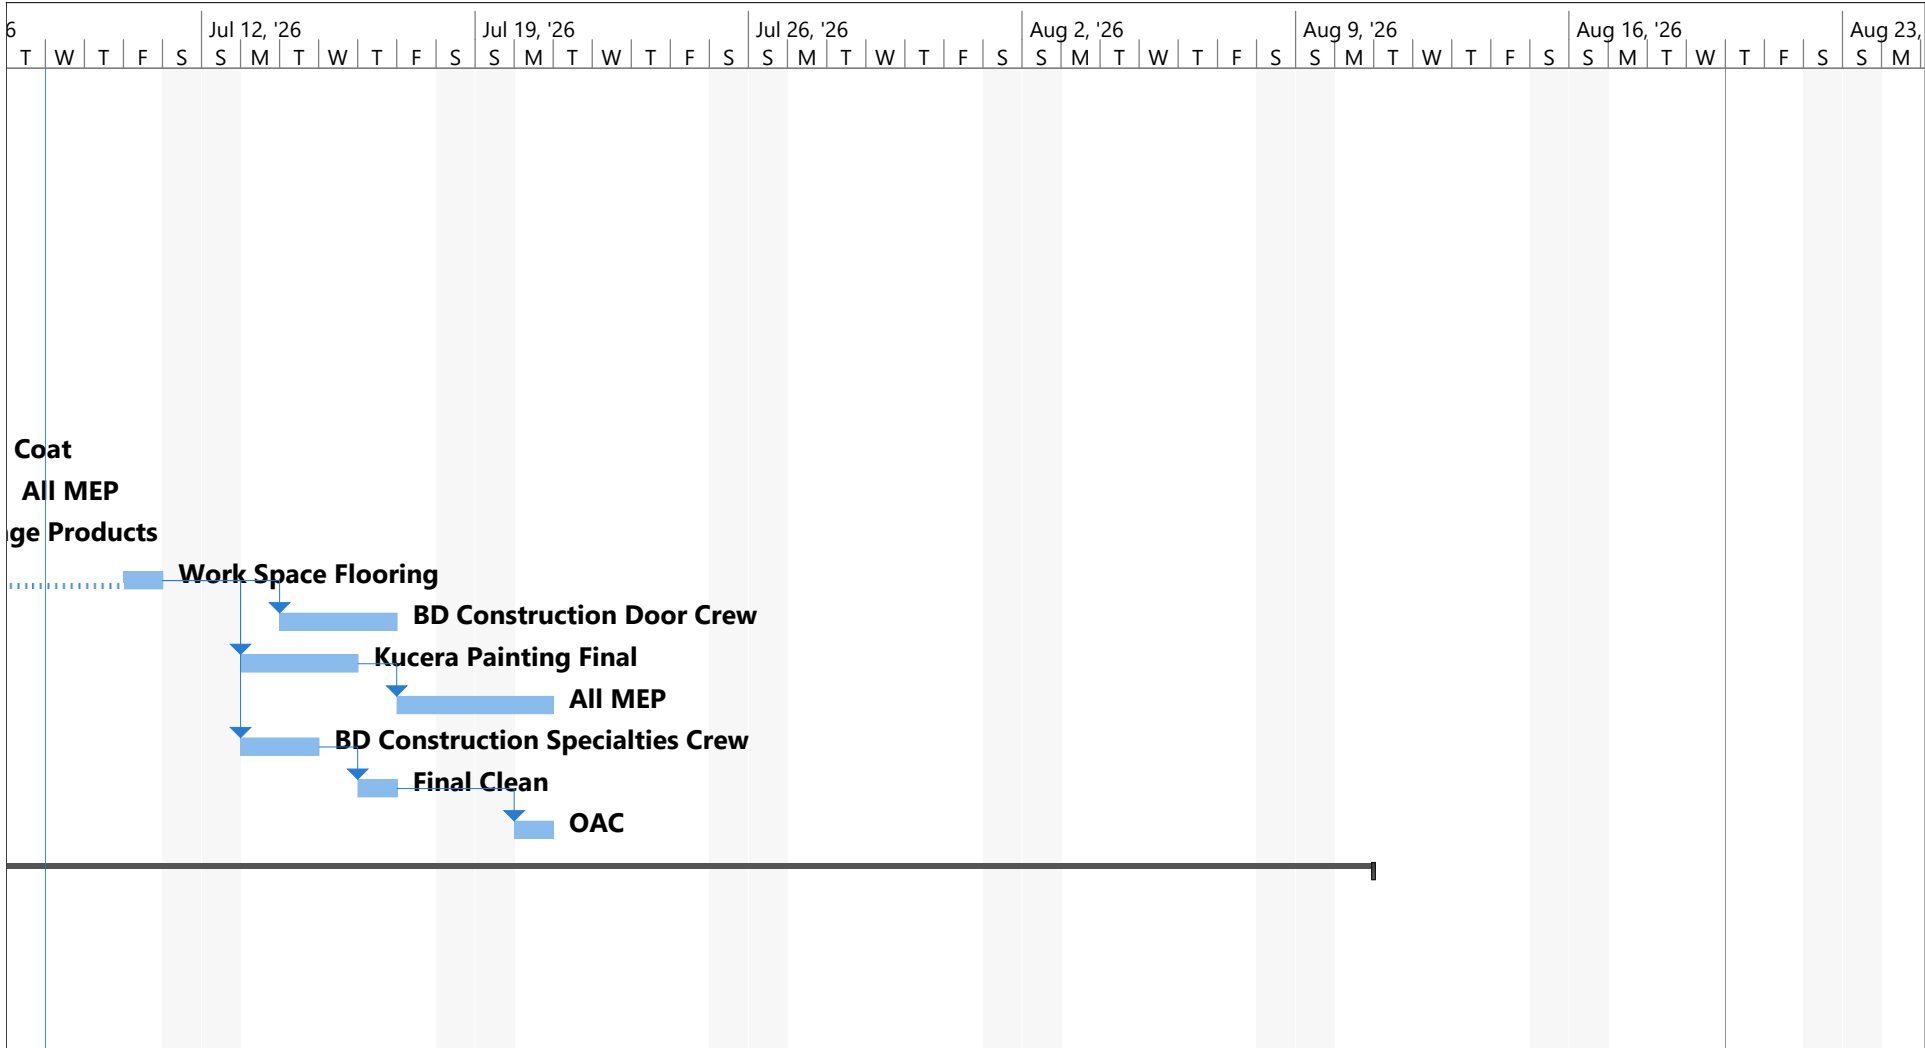 6 Jul 12, '26 Jul 19, '26 Jul 26, '26 Aug 2, '26 Aug 9, '26 Aug 16, '26 Aug 23,
T W T F S S M T W T F S S M T W T F S S M T W T F S S M T W T F S S M T W T F S S M T W T F S S M
Coat
All MEP
ge Products
Work Space Flooring
BD Construction Door Crew
Kucera Painting Final
All MEP
BD Construction Specialties Crew
Final Clean
OAC